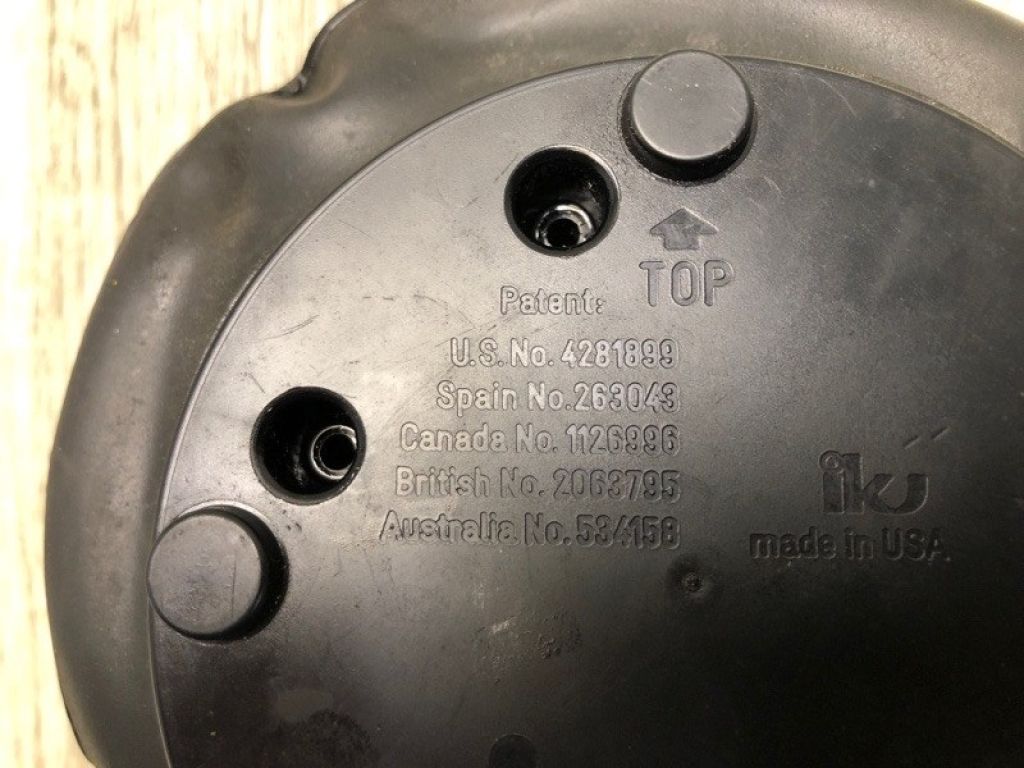 TOP
Patent:
U.S. No. 4281899
Spain No. 263043
Canada No. 1126996
British No. 2063795
Australia No. 534158
iku
made in USA